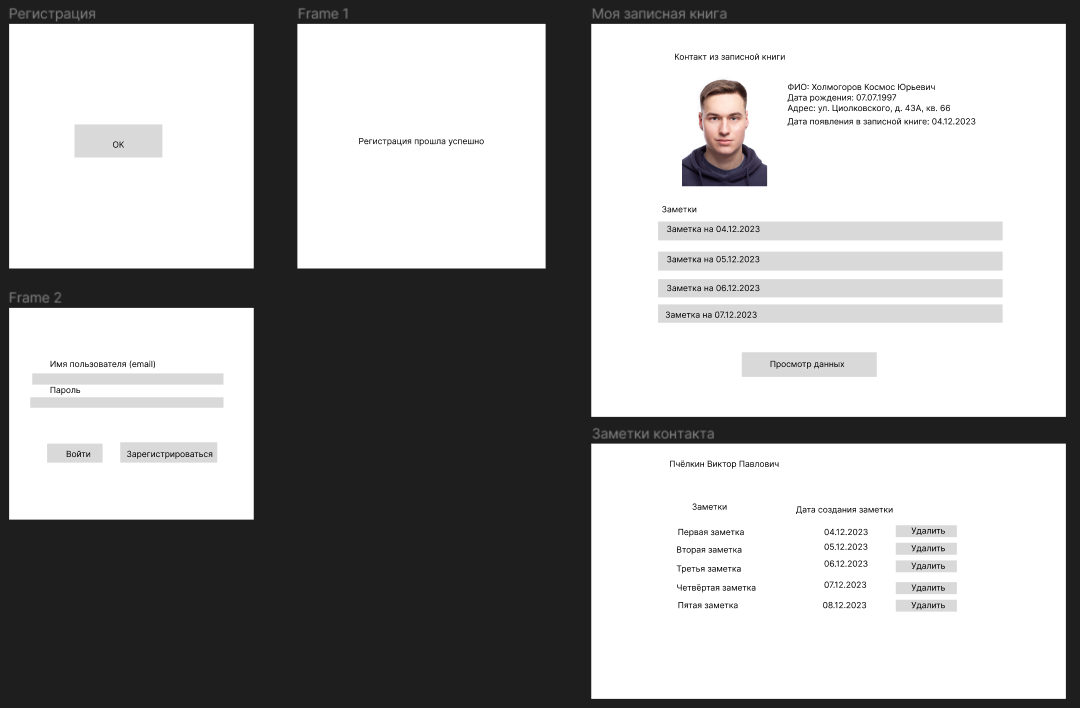 Регистрация
ОК
Frame 1
Регистрация прошла успешно
Frame 2
Имя пользователя (email)
Пароль
Войти
Зарегистрироваться
Моя записная книга
Контакт из записной книги
ФИО: Холмогоров Космос Юрьевич
Дата рождения: 07.07.1997
Адрес: ул. Циолковского, д. 43А, кв. 66
Дата появления в записной книге: 04.12.2023
Заметки
Заметка на 04.12.2023
Заметка на 05.12.2023
Заметка на 06.12.2023
Заметка на 07.12.2023
Просмотр данных
Заметки контакта
Пчёлкин Виктор Павлович
Заметки Дата создания заметки
Первая заметка 04.12.2023 Удалить
Вторая заметка 05.12.2023 Удалить
Третья заметка 06.12.2023 Удалить
Четвёртая заметка 07.12.2023 Удалить
Пятая заметка 08.12.2023 Удалить